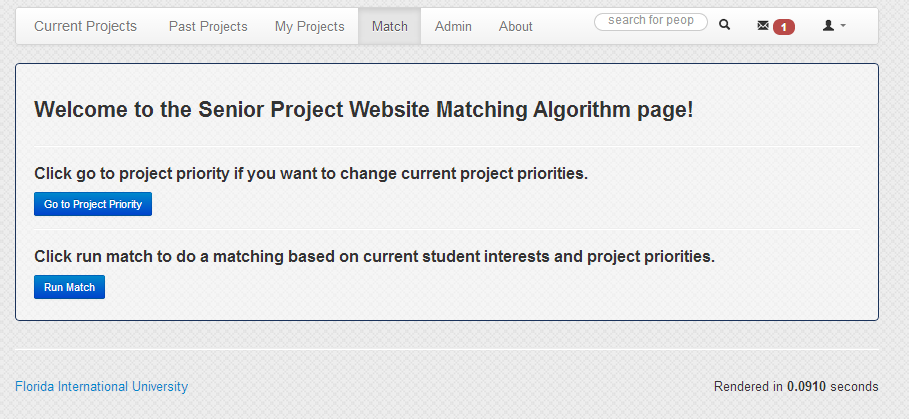 Current Projects Past Projects My Projects Match Admin About search for peop 1
Welcome to the Senior Project Website Matching Algorithm page!
Click go to project priority if you want to change current project priorities.
Go to Project Priority
Click run match to do a matching based on current student interests and project priorities.
Run Match
Florida International University Rendered in 0.0910 seconds